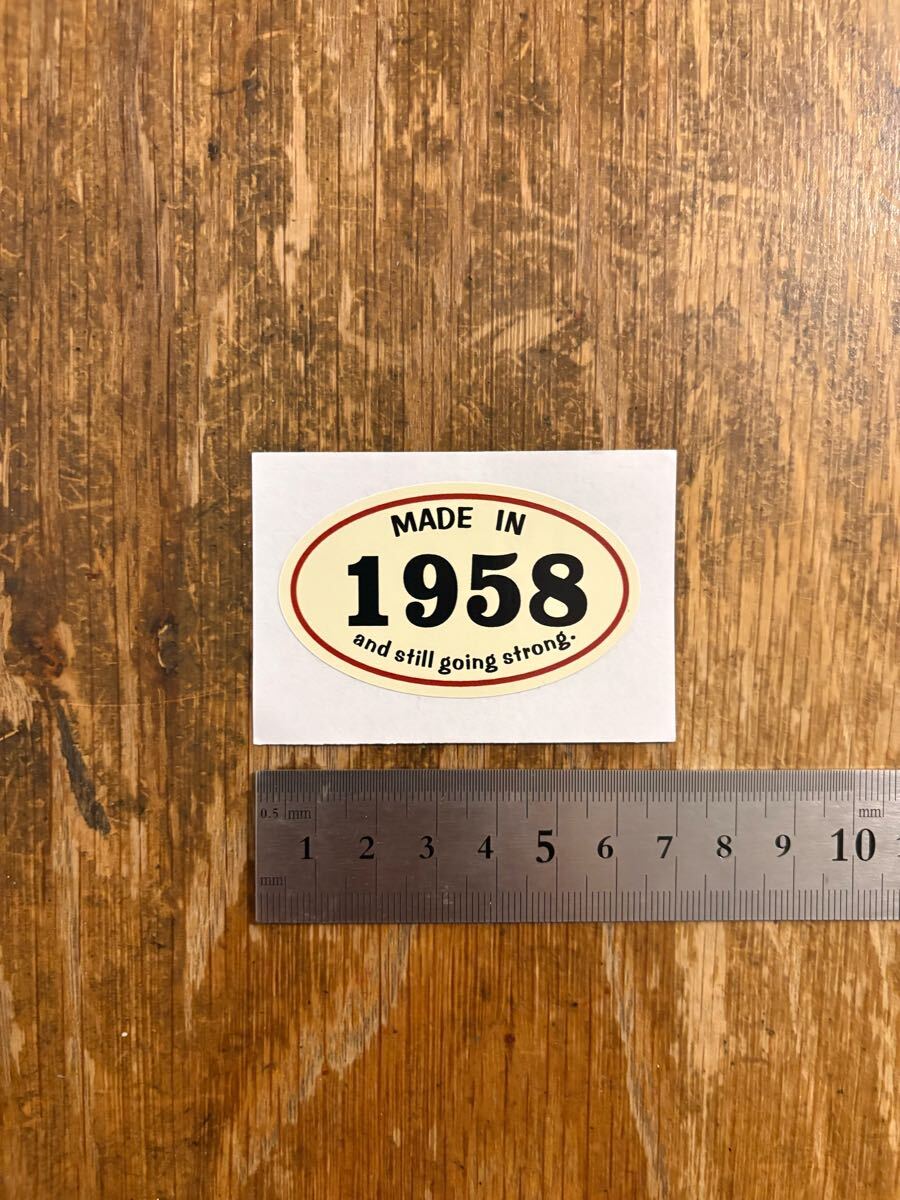 MADE IN
1958
and still going strong.
0.5 mm mm
1 2 3 4 5 6 7 8 9 10
mm